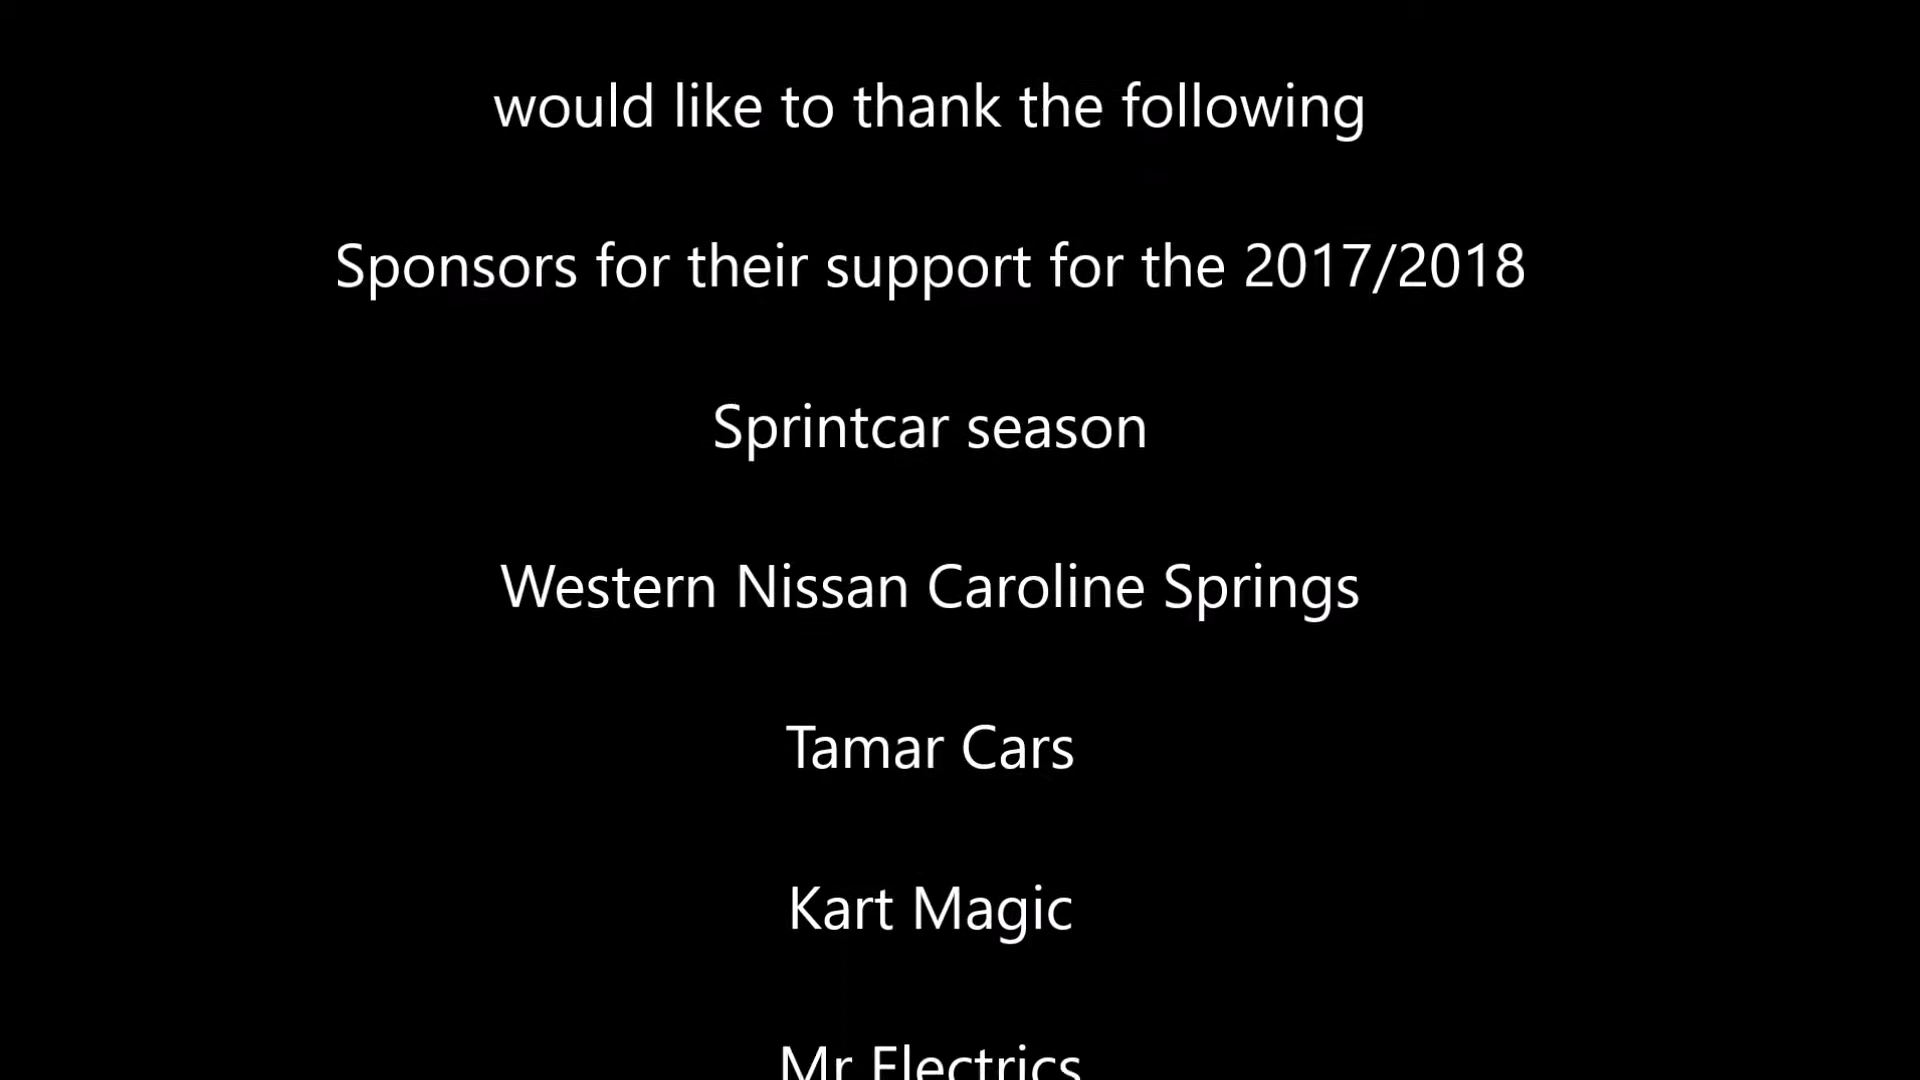 would like to thank the following
Sponsors for their support for the 2017/2018
Sprintcar season
Western Nissan Caroline Springs
Tamar Cars
Kart Magic
Mr Electrics